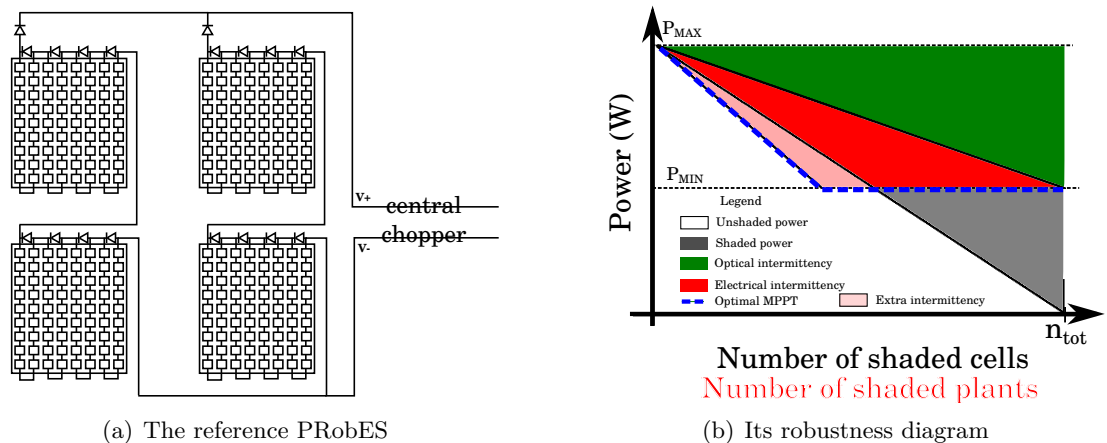 V+
central
chopper
V-
(a) The reference PRobES
Power (W)
PMAX
PMIN
Legend
Unshaded power
Shaded power
Optical intermittency
Electrical intermittency
Optimal MPPT
Extra intermittency
ntot
Number of shaded cells
Number of shaded plants
(b) Its robustness diagram